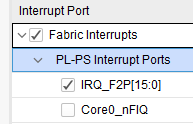 Interrupt Port
Fabric Interrupts
PL-PS Interrupt Ports
IRQ_F2P[15:0]
Core0_nFIQ